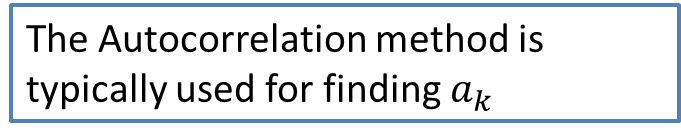 The Autocorrelation method is
typically used for finding $a_k$